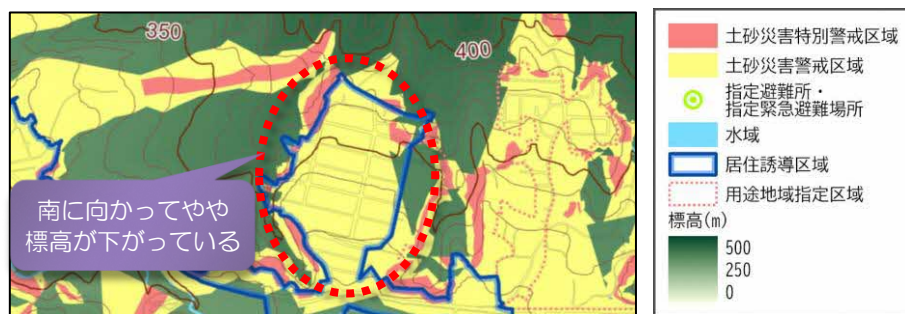 350
400
南に向かってやや
標高が下がっている
土砂災害特別警戒区域
土砂災害警戒区域
指定避難所・
指定緊急避難場所
水域
居住誘導区域
用途地域指定区域
標高(m)
500
250
0